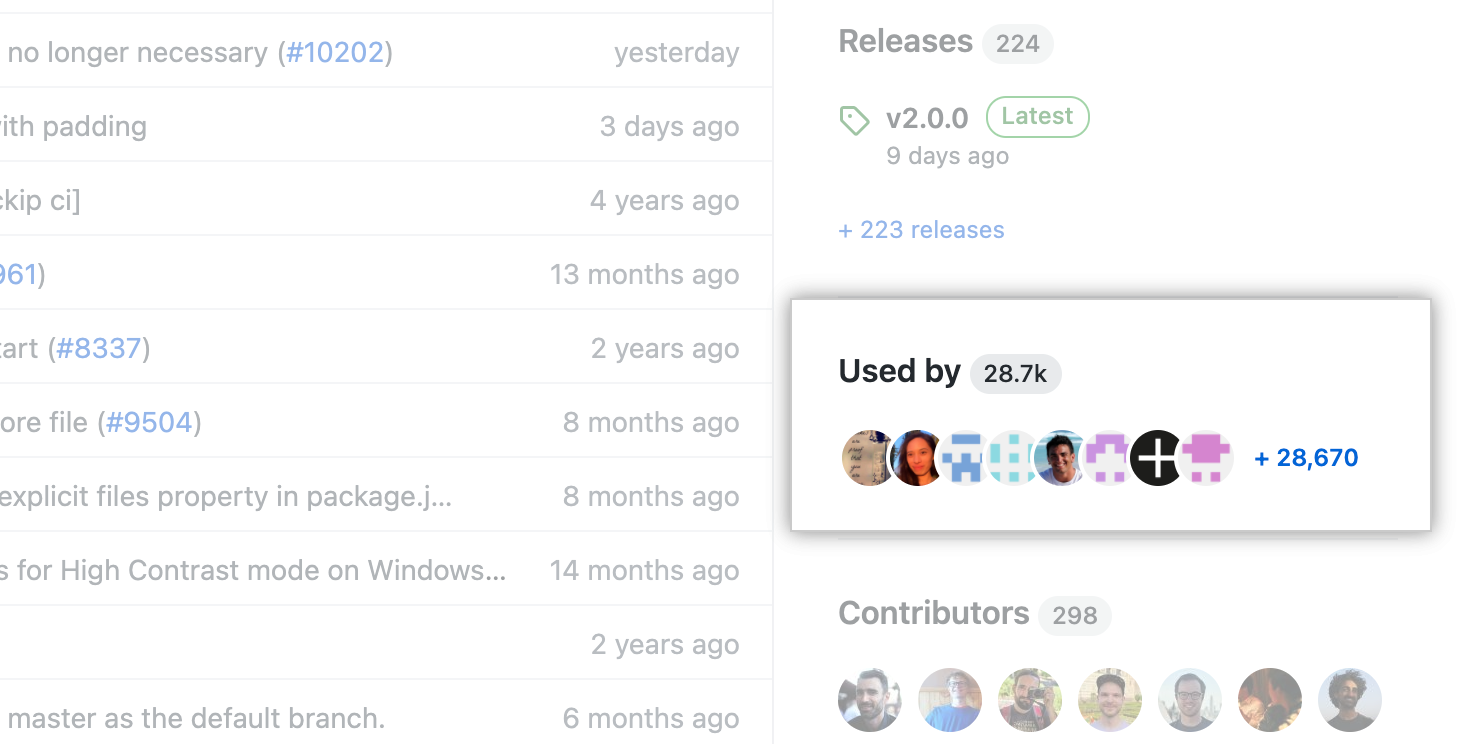 no longer necessary (#10202)
yesterday
ith padding
3 days ago
kip ci]
4 years ago
961)
13 months ago
art (#8337)
2 years ago
ore file (#9504)
8 months ago
explicit files property in package.j...
8 months ago
s for High Contrast mode on Windows...
14 months ago
2 years ago
master as the default branch.
6 months ago
Releases 224
v2.0.0 Latest
9 days ago
+ 223 releases
Used by 28.7k
+ 28,670
Contributors 298